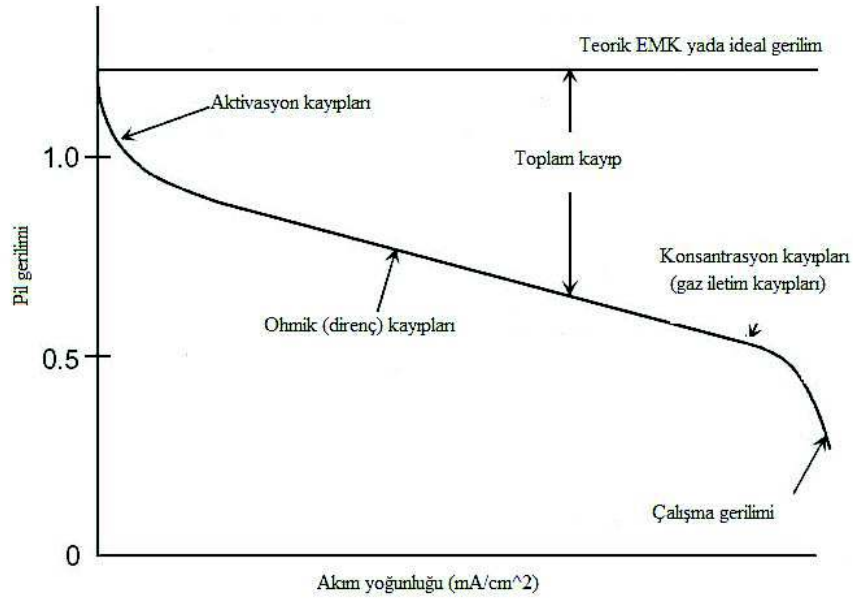 Teorik EMK yada ideal gerilim
Aktivasyon kayıpları
1.0
Toplam kayıp
Konsantrasyon kayıpları
(gaz iletim kayıpları)
Pil gerilimi
Ohmik (direnç) kayıpları
0.5
Çalışma gerilimi
0
Akım yoğunluğu (mA/cm^2)